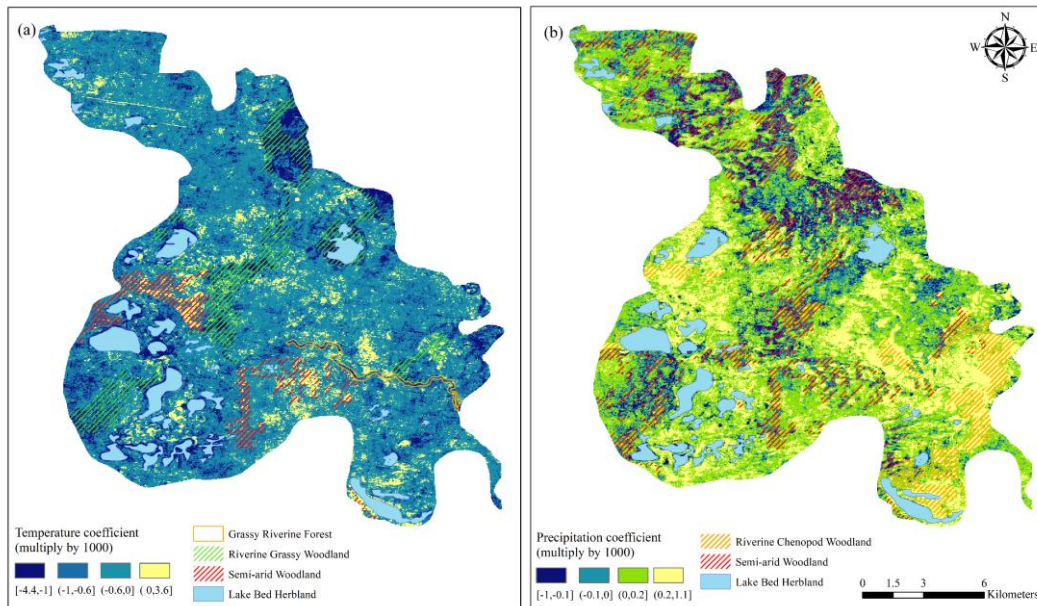 (a)
(b)
N
W E
S
Temperature coefficient
(multiply by 1000)
[-4.4,-1] (-1,-0.6] (-0.6,0] ( 0,3.6]
Grassy Riverine Forest
Riverine Grassy Woodland
Semi-arid Woodland
Lake Bed Herbland
Precipitation coefficient
(multiply by 1000)
[-1,-0.1] (-0.1,0] (0,0.2] (0.2,1.1]
Riverine Chenopod Woodland
Semi-arid Woodland
Lake Bed Herbland
0 1.5 3 6
Kilometers